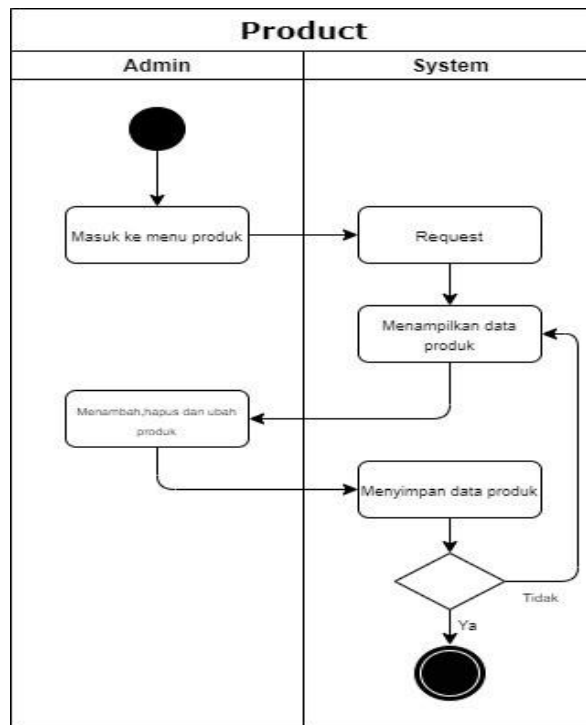 Product
Admin
System
Masuk ke menu produk
Request
Menampilkan data
produk
Menambah,hapus dan ubah
produk
Menyimpan data produk
Tidak
Ya